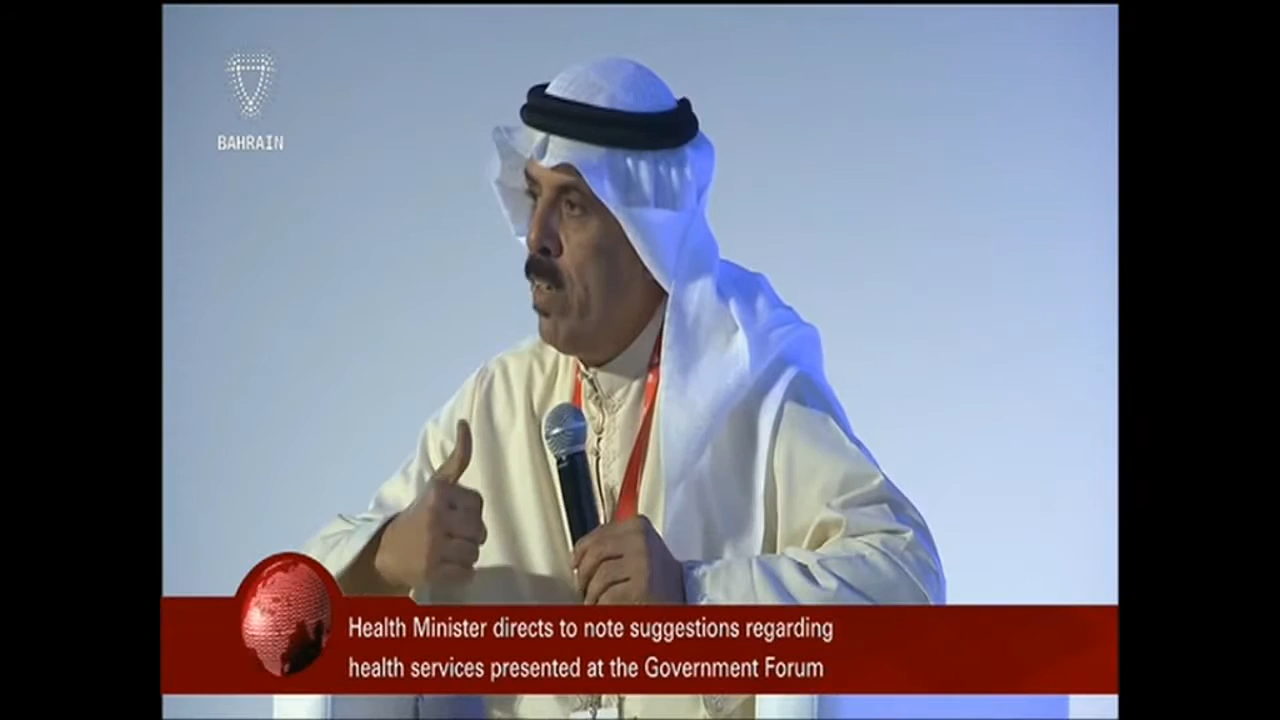 BAHRAIN
Health Minister directs to note suggestions regarding
health services presented at the Government Forum